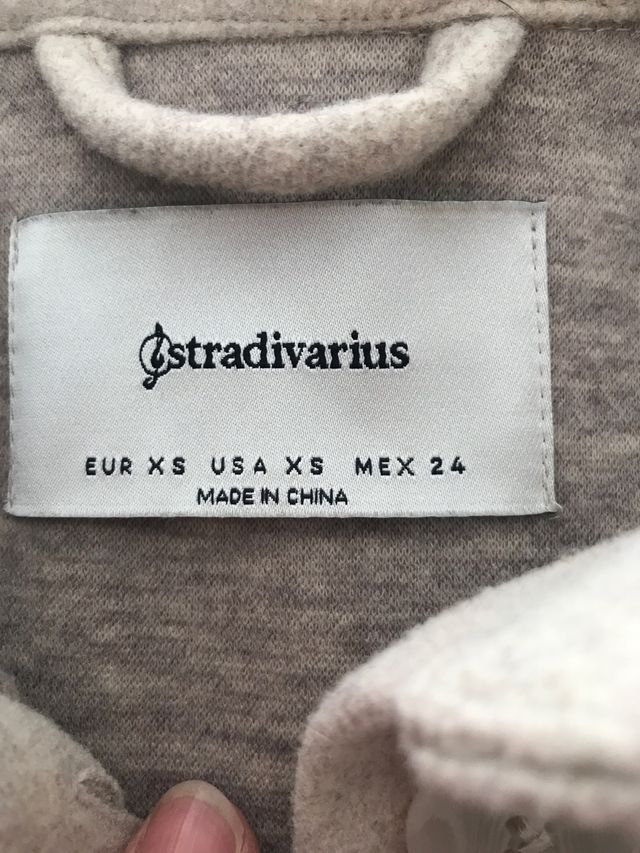 stradivarius
EUR XS USA XS MEX 24
MADE IN CHINA